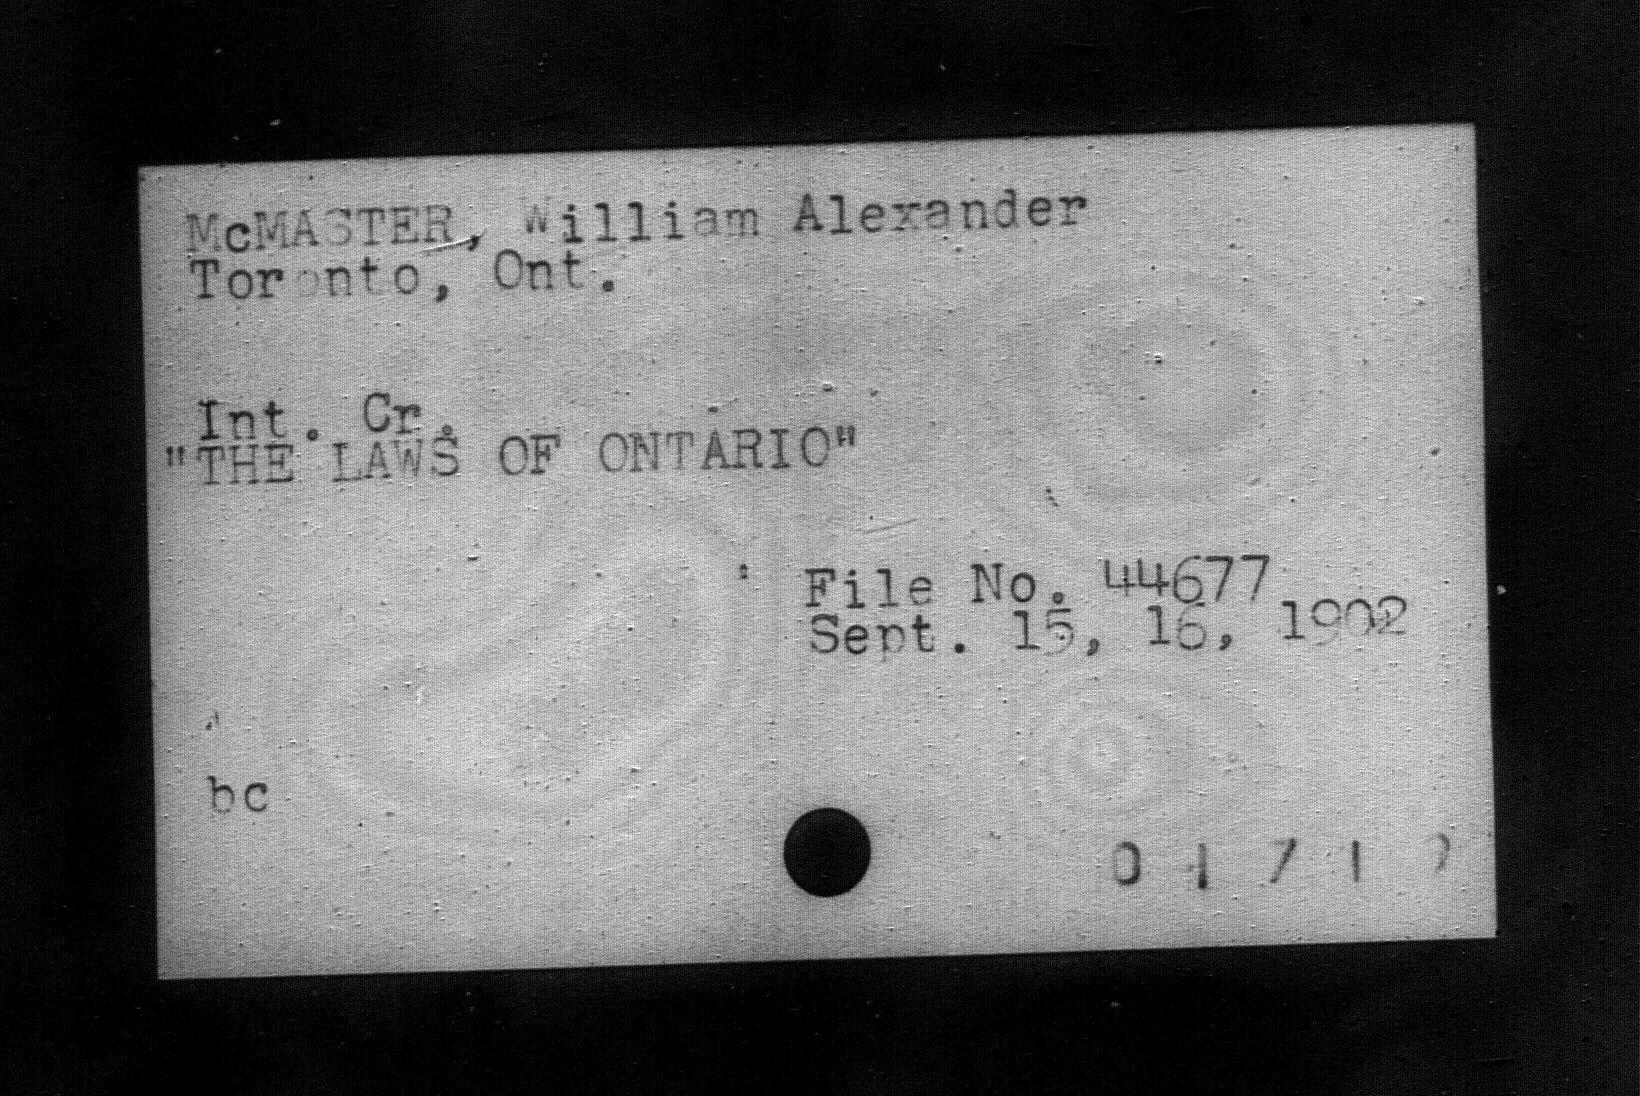 McMASTER, William Alexander
Toronto, Ont.
Int. Cr.
"THE LAWS OF ONTARIO"
File No. 44677
Sept. 15, 16, 1902
bc